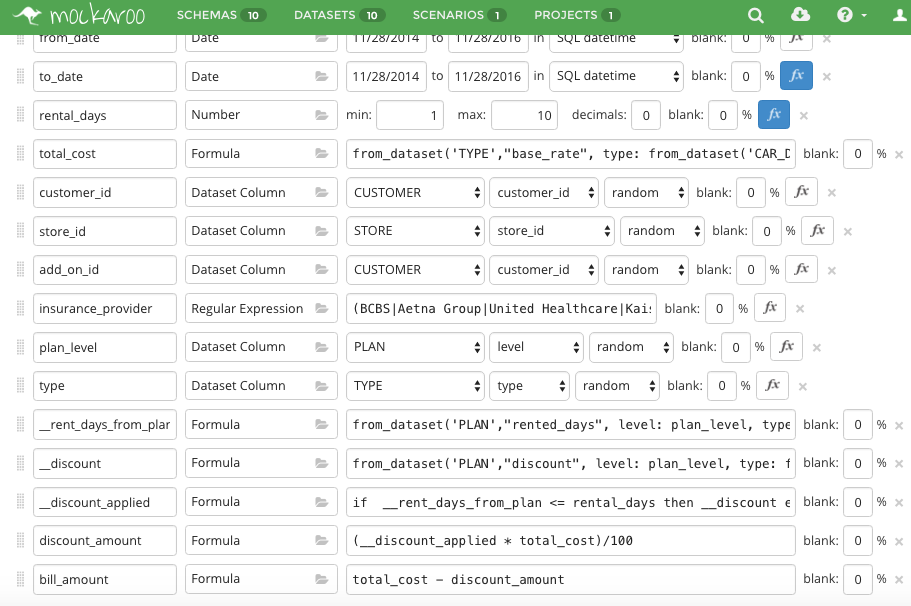 mockaroo SCHEMAS 10 DATASETS 10 SCENARIOS 1 PROJECTS 1 ?
from_date Date 11/28/2014 to 11/28/2016 in SQL datetime blank: 0 % fx ×
to_date Date 11/28/2014 to 11/28/2016 in SQL datetime blank: 0 % fx ×
rental_days Number min: 1 max: 10 decimals: 0 blank: 0 % fx ×
total_cost Formula from_dataset('TYPE',"base_rate", type: from_dataset('CAR_D blank: 0 % ×
customer_id Dataset Column CUSTOMER customer_id random blank: 0 % fx ×
store_id Dataset Column STORE store_id random blank: 0 % fx ×
add_on_id Dataset Column CUSTOMER customer_id random blank: 0 % fx ×
insurance_provider Regular Expression (BCBS|Aetna Group|United Healthcare|Kais blank: 0 % fx ×
plan_level Dataset Column PLAN level random blank: 0 % fx ×
type Dataset Column TYPE type random blank: 0 % fx ×
__rent_days_from_plan Formula from_dataset('PLAN',"rented_days", level: plan_level, type blank: 0 % ×
__discount Formula from_dataset('PLAN',"discount", level: plan_level, type: f blank: 0 % ×
__discount_applied Formula if __rent_days_from_plan <= rental_days then __discount e blank: 0 % ×
discount_amount Formula (__discount_applied * total_cost)/100 blank: 0 % ×
bill_amount Formula total_cost - discount_amount blank: 0 % ×